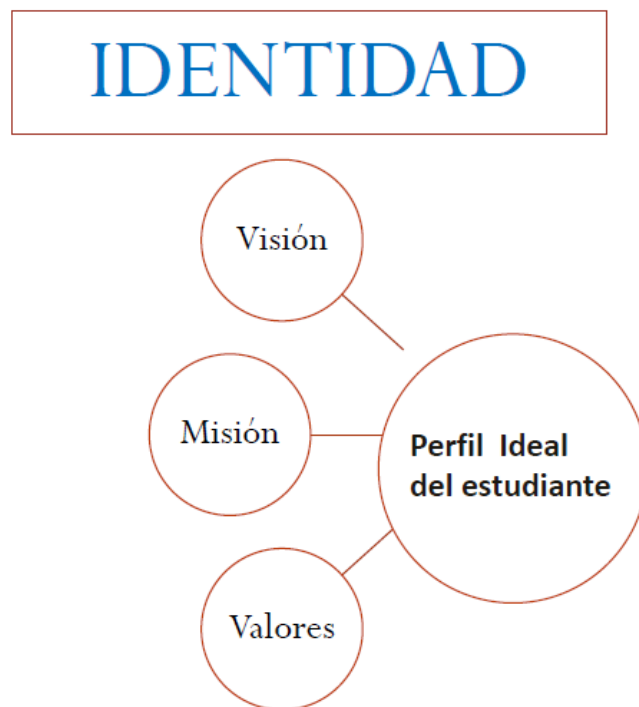 IDENTIDAD
Visión
Misión
Perfil Ideal
del estudiante
Valores